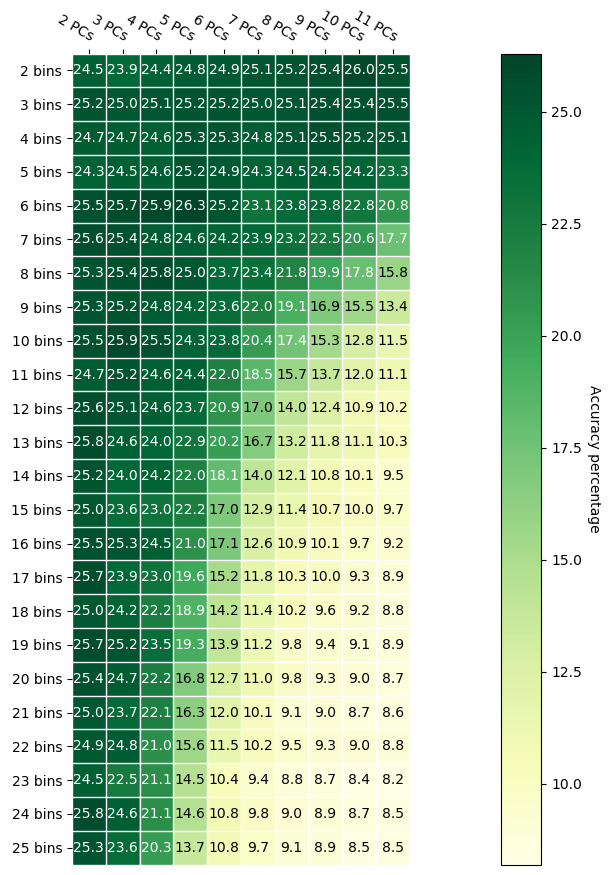 2 PCs 3 PCs 4 PCs 5 PCs 6 PCs 7 PCs 8 PCs 9 PCs 10 PCs 11 PCs
2 bins 24.5 23.9 24.4 24.8 24.9 25.1 25.2 25.4 26.0 25.5
3 bins 25.2 25.0 25.1 25.2 25.2 25.0 25.1 25.4 25.4 25.5
4 bins 24.7 24.7 24.6 25.3 25.3 24.8 25.1 25.5 25.2 25.1
5 bins 24.3 24.5 24.6 25.2 24.9 24.3 24.5 24.5 24.2 23.3
6 bins 25.5 25.7 25.9 26.3 25.2 23.1 23.8 23.8 22.8 20.8
7 bins 25.6 25.4 24.8 24.6 24.2 23.9 23.2 22.5 20.6 17.7
8 bins 25.3 25.4 25.8 25.0 23.7 23.4 21.8 19.9 17.8 15.8
9 bins 25.3 25.2 24.8 24.2 23.6 22.0 19.1 16.9 15.5 13.4
10 bins 25.5 25.9 25.5 24.3 23.8 20.4 17.4 15.3 12.8 11.5
11 bins 24.7 25.2 24.6 24.4 22.0 18.5 15.7 13.7 12.0 11.1
12 bins 25.6 25.1 24.6 23.7 20.9 17.0 14.0 12.4 10.9 10.2
13 bins 25.8 24.6 24.0 22.9 20.2 16.7 13.2 11.8 11.1 10.3
14 bins 25.2 24.0 24.2 22.0 18.1 14.0 12.1 10.8 10.1 9.5
15 bins 25.0 23.6 23.0 22.2 17.0 12.9 11.4 10.7 10.0 9.7
16 bins 25.5 25.3 24.5 21.0 17.1 12.6 10.9 10.1 9.7 9.2
17 bins 25.7 23.9 23.0 19.6 15.2 11.8 10.3 10.0 9.3 8.9
18 bins 25.0 24.2 22.2 18.9 14.2 11.4 10.2 9.6 9.2 8.8
19 bins 25.7 25.2 23.5 19.3 13.9 11.2 9.8 9.4 9.1 8.9
20 bins 25.4 24.7 22.2 16.8 12.7 11.0 9.8 9.3 9.0 8.7
21 bins 25.0 23.7 22.1 16.3 12.0 10.1 9.1 9.0 8.7 8.6
22 bins 24.9 24.8 21.0 15.6 11.5 10.2 9.5 9.3 9.0 8.8
23 bins 24.5 22.5 21.1 14.5 10.4 9.4 8.8 8.7 8.4 8.2
24 bins 25.8 24.6 21.1 14.6 10.8 9.8 9.0 8.9 8.7 8.5
25 bins 25.3 23.6 20.3 13.7 10.8 9.7 9.1 8.9 8.5 8.5
25.0
22.5
20.0
17.5
15.0
12.5
10.0
Accuracy percentage